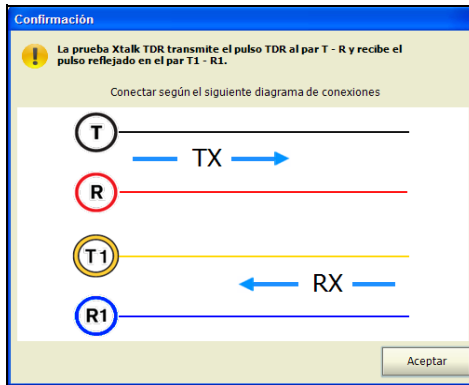 Confirmación
La prueba Xtalk TDR transmite el pulso TDR al par T - R y recibe el
pulso reflejado en el par T1 - R1.
Conectar según el siguiente diagrama de conexiones
T
TX
R
T1
RX
R1
Aceptar